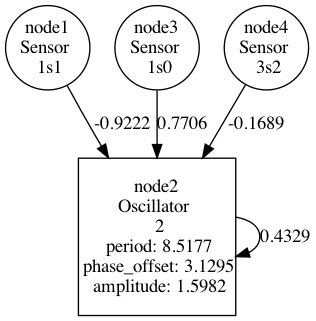 node1
Sensor
1s1
node3
Sensor
1s0
node4
Sensor
3s2
-0.9222
0.7706
-0.1689
node2
Oscillator
2
period: 8.5177
phase_offset: 3.1295
amplitude: 1.5982
0.4329